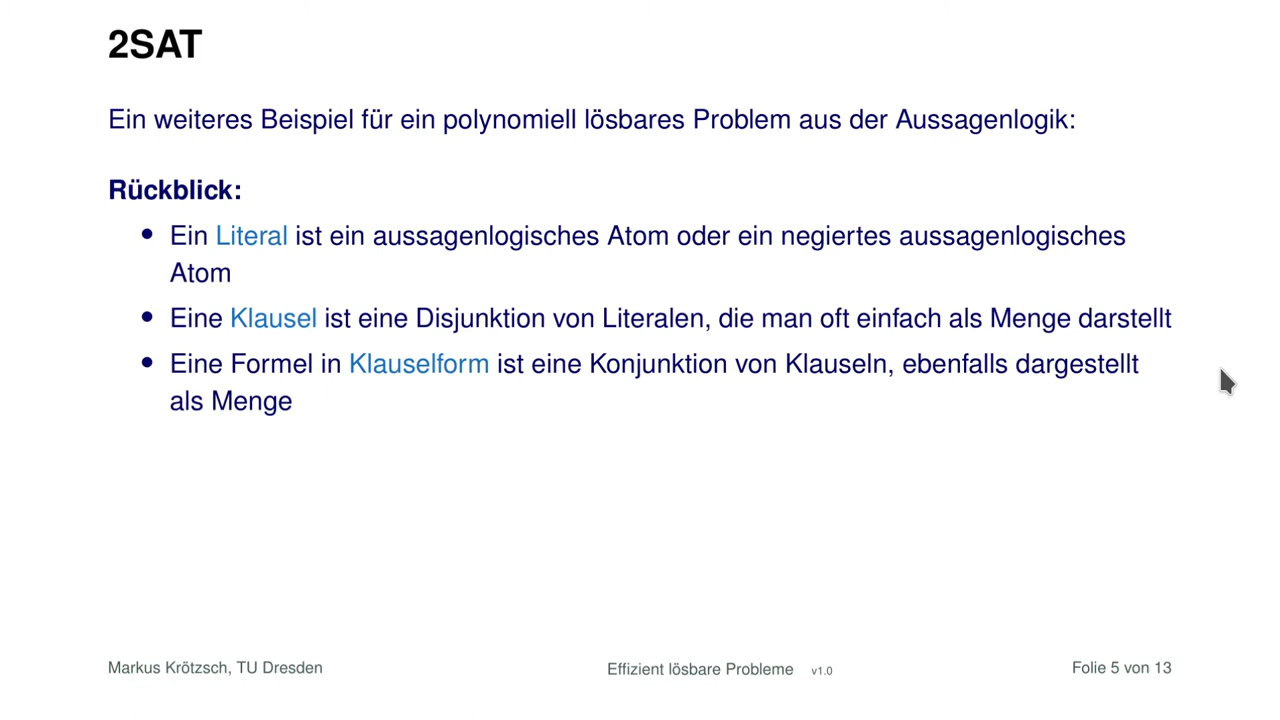 2SAT
Ein weiteres Beispiel für ein polynomiell lösbares Problem aus der Aussagenlogik:
Rückblick:
• Ein Literal ist ein aussagenlogisches Atom oder ein negiertes aussagenlogisches
Atom
• Eine Klausel ist eine Disjunktion von Literalen, die man oft einfach als Menge darstellt
• Eine Formel in Klauselform ist eine Konjunktion von Klauseln, ebenfalls dargestellt
als Menge
Markus Krötzsch, TU Dresden Effizient lösbare Probleme v1.0 Folie 5 von 13